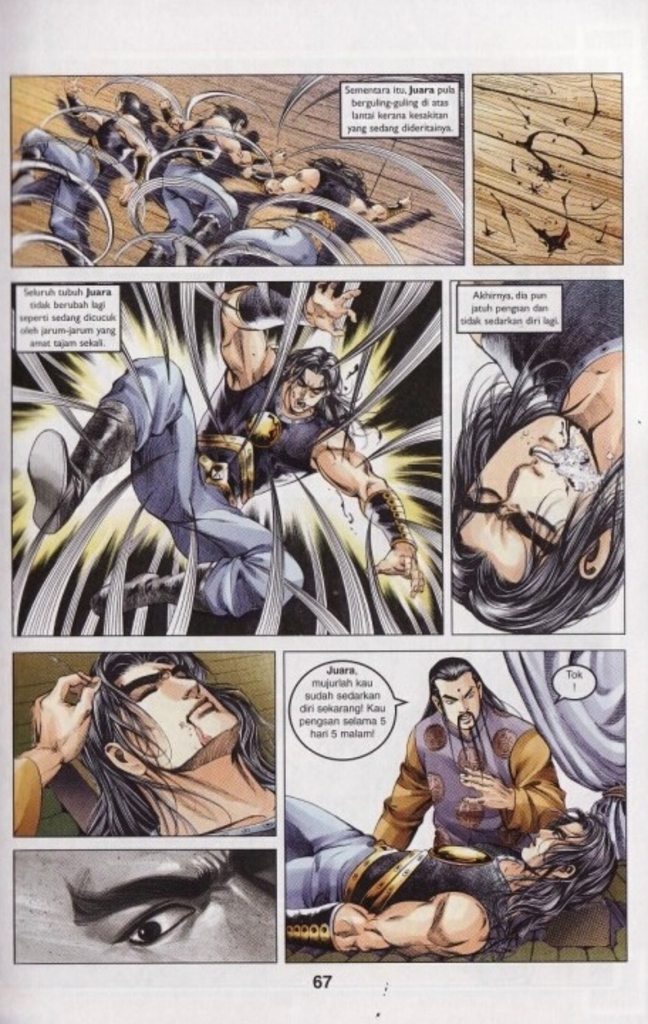 Sementara itu, Juara pula
berguling-guling di atas
lantai kerana kesakitan
yang sedang dideritainya.
Seluruh tubuh Juara
tidak berubah lagi
seperti sedang dicucuk
oleh jarum-jarum yang
amat tajam sekali.
Akhirnya, dia pun
jatuh pengsan dan
tidak sedarkan diri lagi.
Juara,
mujurlah kau
sudah sedarkan
diri sekarang! Kau
pengsan selama 5
hari 5 malam!
Tok
!
67